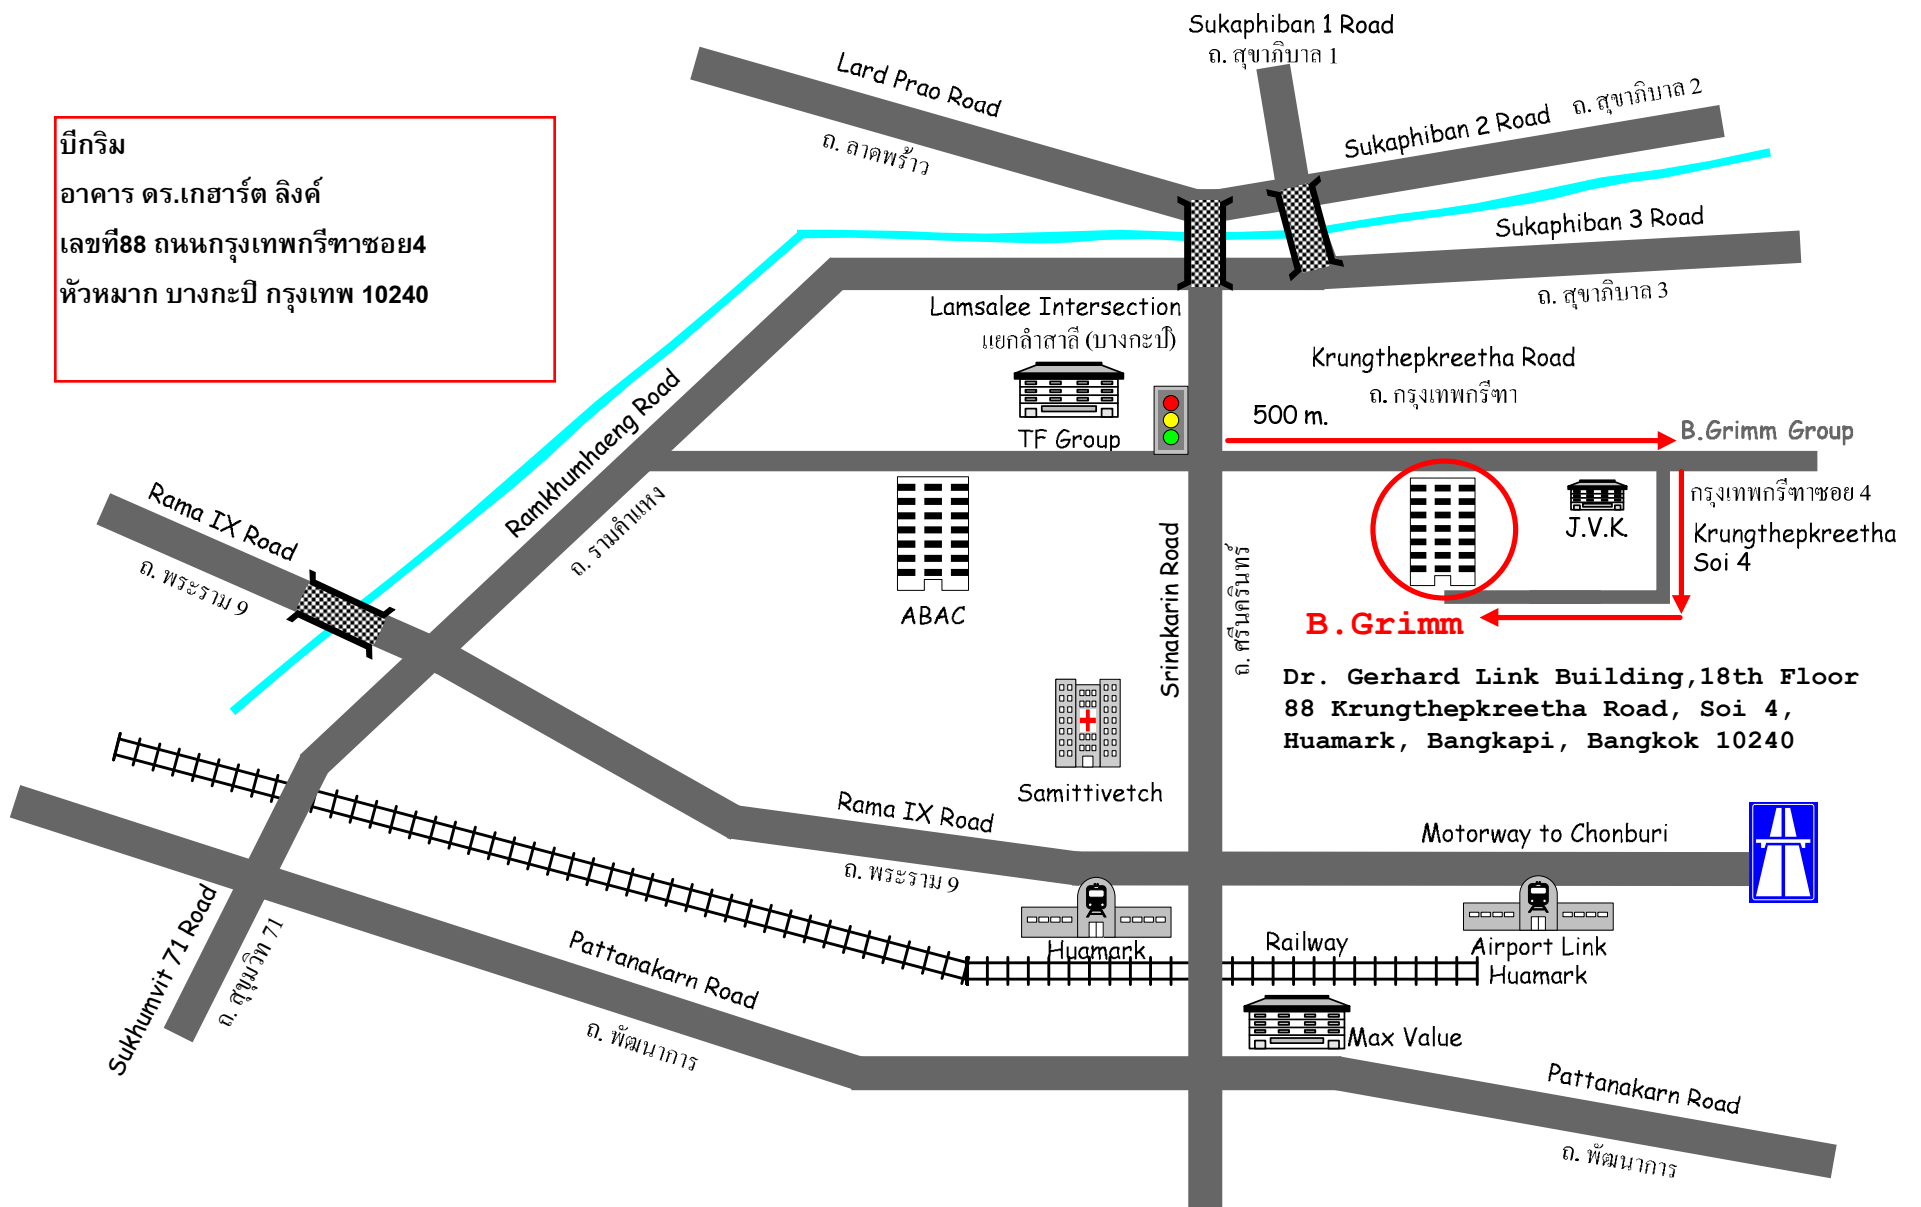 Sukaphiban 1 Road
ถ. สุขาภิบาล 1
Lard Prao Road
ถ. ลาดพร้าว
Sukaphiban 2 Road
ถ. สุขาภิบาล 2
บีกริม
อาคาร ดร.เกฮาร์ต ลิงค์
เลขที่88 ถนนกรุงเทพกรีฑาซอย4
หัวหมาก บางกะปิ กรุงเทพ 10240
Sukaphiban 3 Road
ถ. สุขาภิบาล 3
Lamsalee Intersection
แยกลำสาลี (บางกะปิ)
TF Group
Krungthepkreetha Road
ถ. กรุงเทพกรีฑา
500 m.
B.Grimm Group
Ramkhumhaeng Road
ถ. รามคำแหง
Rama IX Road
ถ. พระราม 9
ABAC
Srinakarin Road
ถ. ศรีนครินทร์
J.V.K.
กรุงเทพกรีฑาซอย 4
Krungthepkreetha
Soi 4
B.Grimm
Dr. Gerhard Link Building,18th Floor
88 Krungthepkreetha Road, Soi 4,
Huamark, Bangkapi, Bangkok 10240
Samittivetch
Rama IX Road
ถ. พระราม 9
Motorway to Chonburi
Sukhumvit 71 Road
ถ. สุขุมวิท 71
Huamark
Railway
Airport Link
Huamark
Pattanakarn Road
ถ. พัฒนาการ
Max Value
Pattanakarn Road
ถ. พัฒนาการ